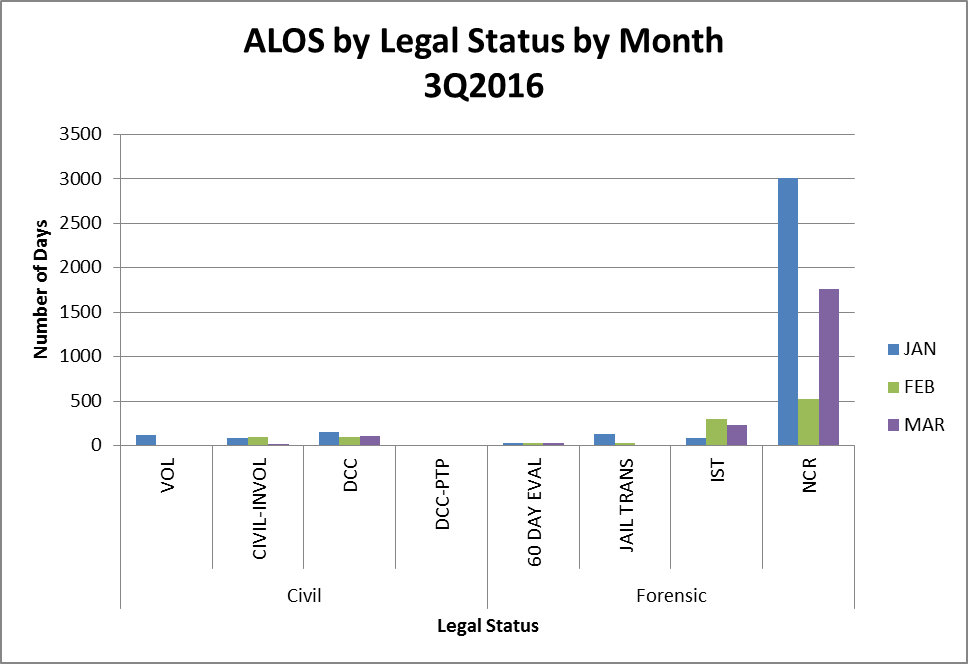 ALOS by Legal Status by Month
3Q2016
3500
3000
2500
2000
1500
1000
500
0
Number of Days
VOL
CIVIL-INVOL
DCC
DCC-PTP
60 DAY EVAL
JAIL TRANS
IST
NCR
Civil
Forensic
Legal Status
JAN
FEB
MAR